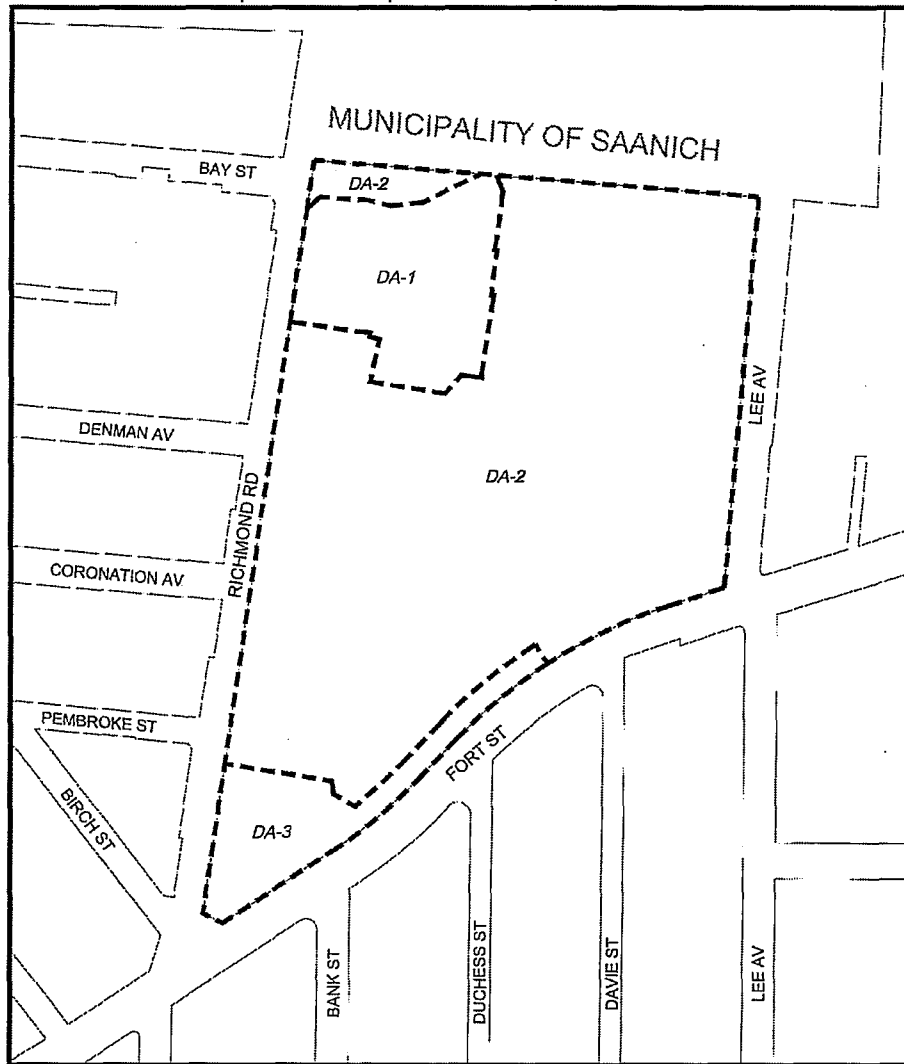 MUNICIPALITY OF SAANICH
BAY ST
DA-2
DA-1
LEE AV
DENMAN AV
DA-2
RICHMOND RD
CORONATION AV
PEMBROKE ST
FORT ST
BIRCH ST
DA-3
BANK ST
DUCHESS ST
DAVIE ST
LEE AV